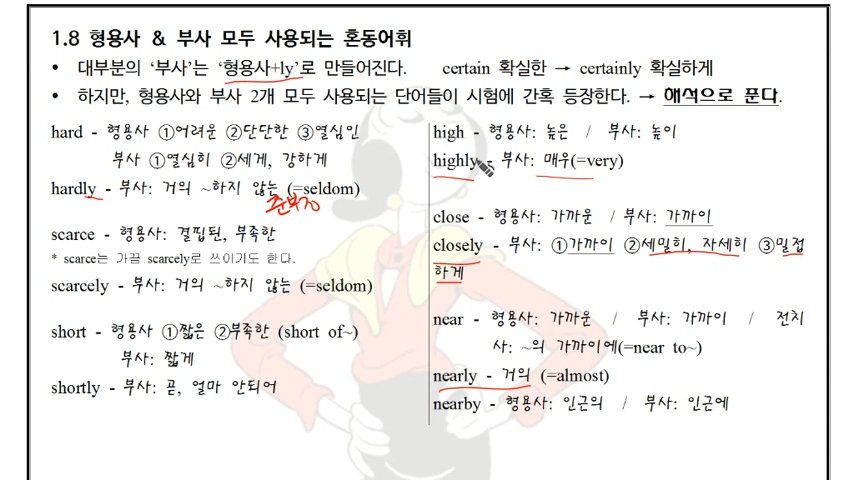 1.8 형용사 & 부사 모두 사용되는 혼동어휘
• 대부분의 '부사'는 '형용사+ly'로 만들어진다. certain 확실한 → certainly 확실하게
• 하지만, 형용사와 부사 2개 모두 사용되는 단어들이 시험에 간혹 등장한다. → 해석으로 푼다.
hard - 형용사 ①어려운 ②단단한 ③열심인
부사 ①열심히 ②세게, 강하게
hardly - 부사: 거의 ~하지 않는 (=seldom)
준부정
scarce - 형용사: 결핍된, 부족한
* scarce는 가끔 scarcely로 쓰이기도 한다.
scarcely - 부사: 거의 ~하지 않는 (=seldom)
short - 형용사 ①짧은 ②부족한 (short of~)
부사: 짧게
shortly - 부사: 곧, 얼마 안되어
high - 형용사: 높은 / 부사: 높이
highly - 부사: 매우(=very)
close - 형용사: 가까운 / 부사: 가까이
closely - 부사: ①가까이 ②세밀히, 자세히 ③밀접
하게
near - 형용사: 가까운 / 부사: 가까이 / 전치
사: ~의 가까이에(=near to~)
nearly - 거의 (=almost)
nearby - 형용사: 인근의 / 부사: 인근에